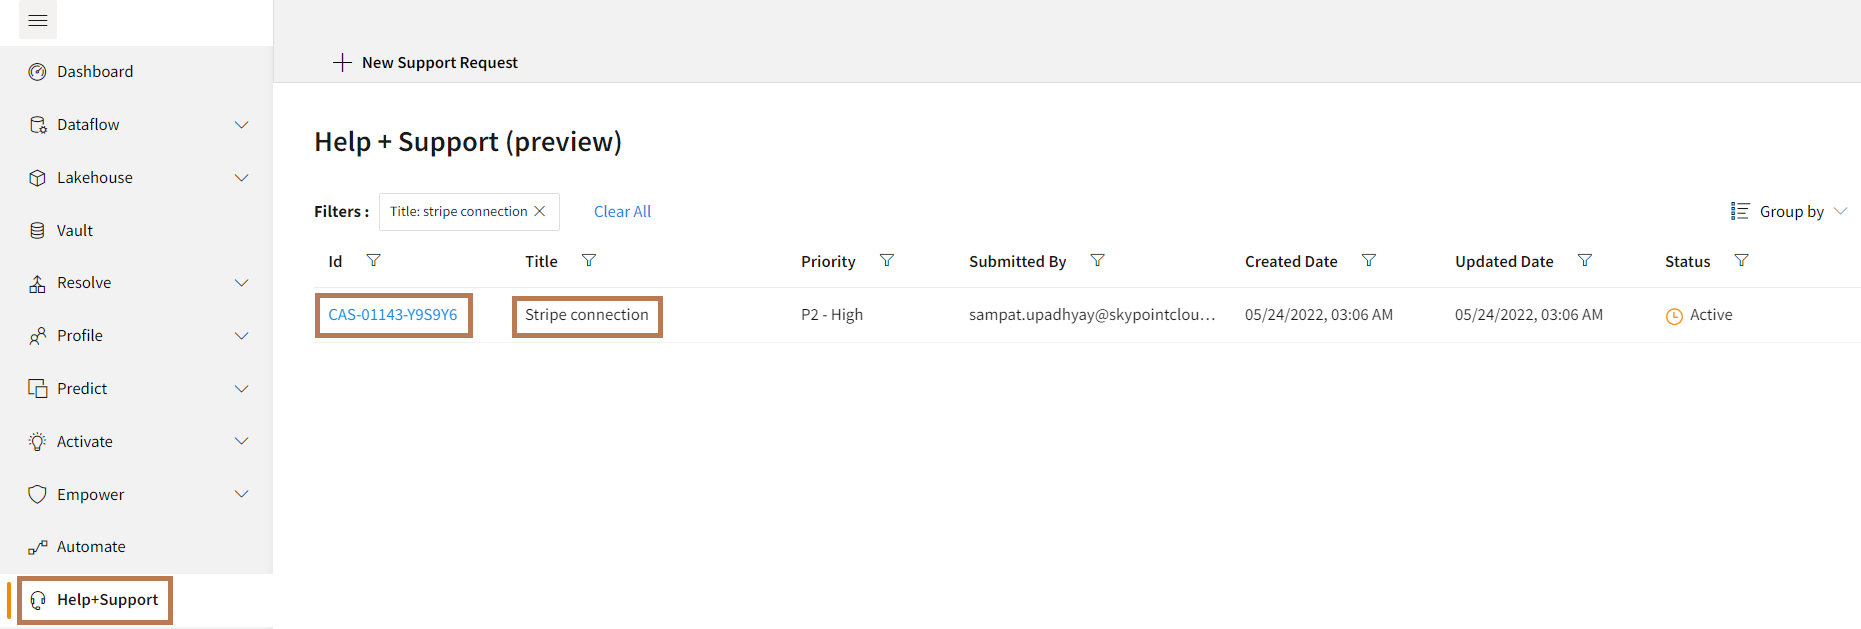 New Support Request
Dashboard
Dataflow
Lakehouse
Vault
Resolve
Profile
Predict
Activate
Empower
Automate
Help+Support
Help + Support (preview)
Filters : Title: stripe connection Clear All Group by
Id Title Priority Submitted By Created Date Updated Date Status
CAS-01143-Y9S9Y6 Stripe connection P2 - High sampat.upadhyay@skypointclou... 05/24/2022, 03:06 AM 05/24/2022, 03:06 AM Active